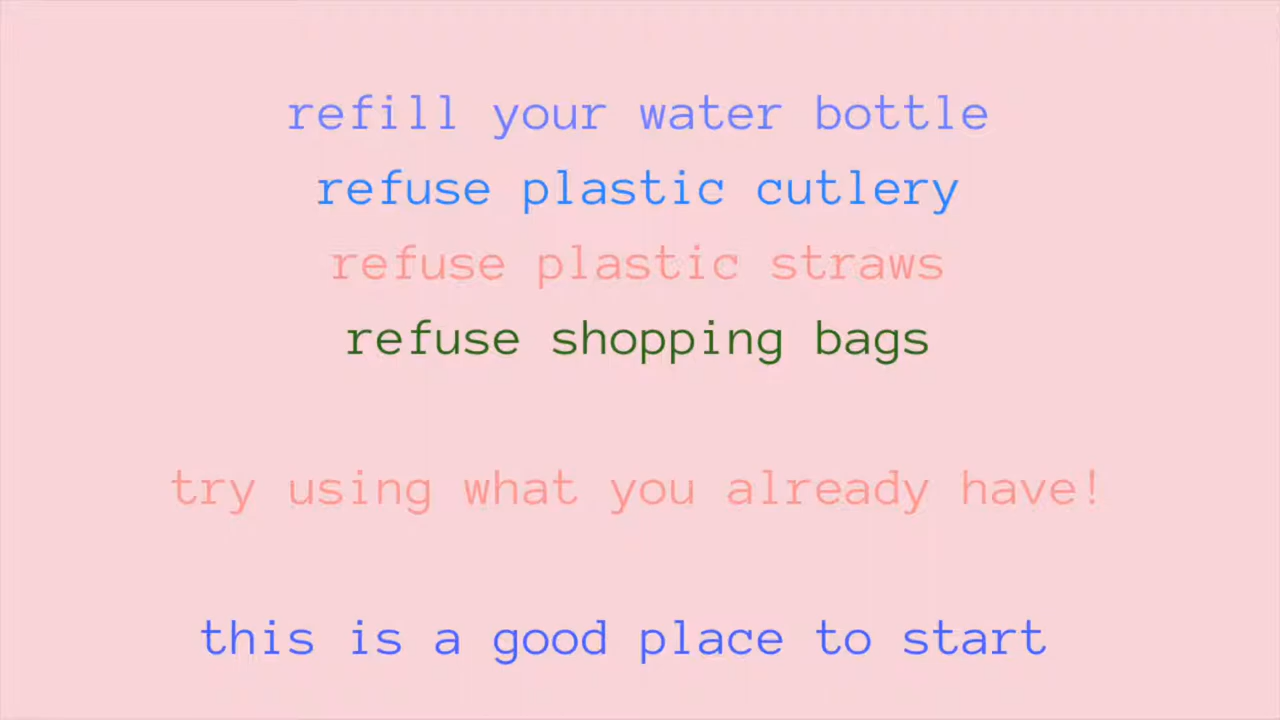 refill your water bottle
refuse plastic cutlery
refuse plastic straws
refuse shopping bags
try using what you already have!
this is a good place to start